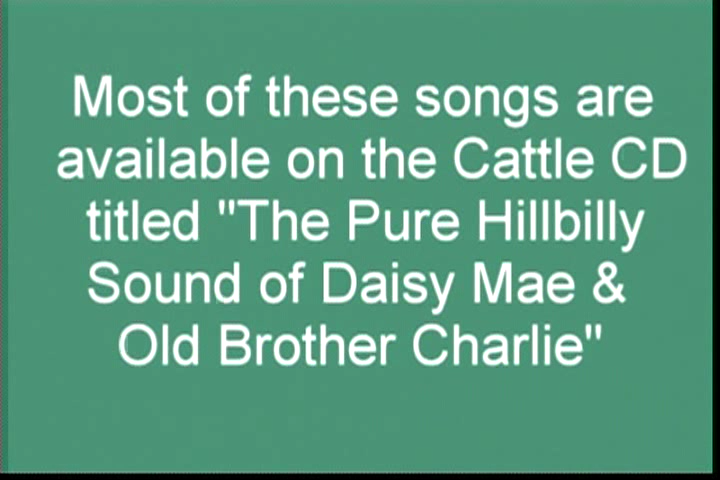 Most of these songs are
available on the Cattle CD
titled "The Pure Hillbilly
Sound of Daisy Mae &
Old Brother Charlie"